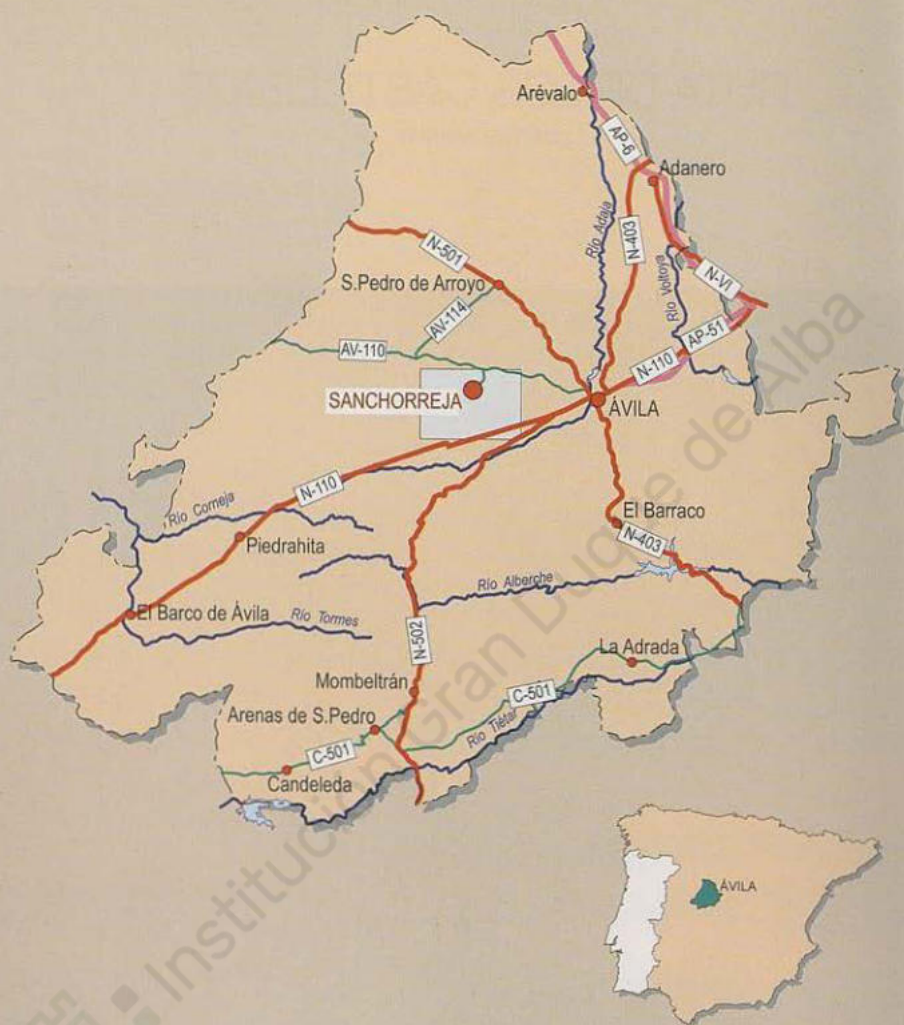 Arévalo
AP-6
Adanero
Río Adaja
N-403
N-501
S.Pedro de Arroyo
Río Voltoya
N-VI
AV-114
AP-51
AV-110
N-110
SANCHORREJA
ÁVILA
N-110
Río Corneja
El Barraco
Piedrahita
N-403
Río Alberche
El Barco de Ávila
Río Tormes
N-502
La Adrada
Mombeltrán
C-501
Arenas de S.Pedro
Río Tiétar
C-501
Candeleda
ÁVILA
Institución Gran Duque de Alba